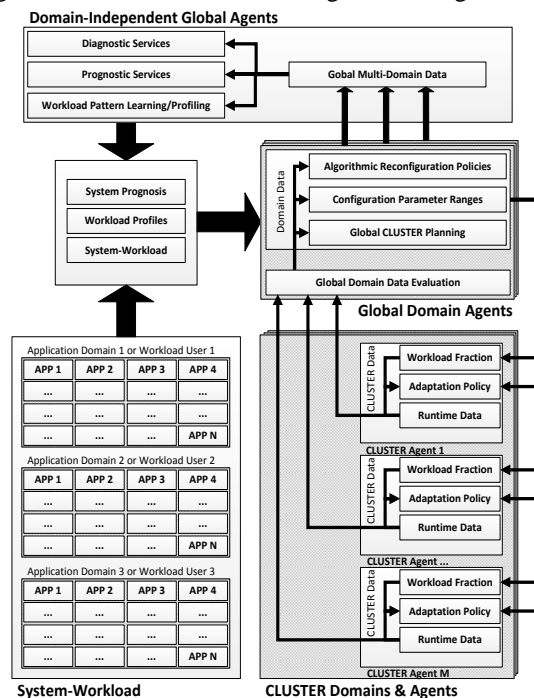 Domain-Independent Global Agents
Diagnostic Services
Prognostic Services
Workload Pattern Learning/Profiling
Gobal Multi-Domain Data
System Prognosis
Workload Profiles
System-Workload
Domain Data
Algorithmic Reconfiguration Policies
Configuration Parameter Ranges
Global CLUSTER Planning
Global Domain Data Evaluation
Global Domain Agents
Application Domain 1 or Workload User 1
APP 1 APP 2 APP 3 APP 4
... ... ... ...
... ... ... ...
... ... ... APP N
Application Domain 2 or Workload User 2
APP 1 APP 2 APP 3 APP 4
... ... ... ...
... ... ... ...
... ... ... APP N
Application Domain 3 or Workload User 3
APP 1 APP 2 APP 3 APP 4
... ... ... ...
... ... ... ...
... ... ... APP N
System-Workload
CLUSTER Data
Workload Fraction
Adaptation Policy
Runtime Data
CLUSTER Agent 1
CLUSTER Data
Workload Fraction
Adaptation Policy
Runtime Data
CLUSTER Agent ...
CLUSTER Data
Workload Fraction
Adaptation Policy
Runtime Data
CLUSTER Agent M
CLUSTER Domains & Agents